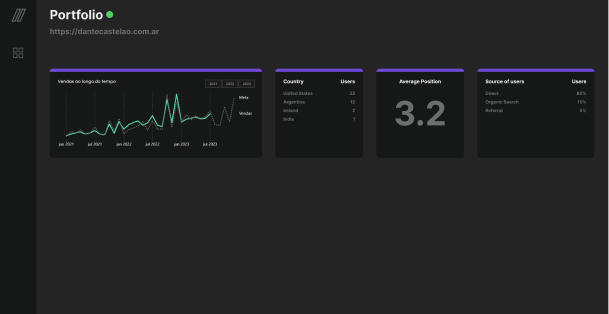 Portfolio
https://dantecastelao.com.ar
Vendas ao longo do tempo
2021 2022 2023
Meta
Vendas
jan 2021 jul 2021 jan 2022 jul 2022 jan 2023 jul 2023
Country Users
United States 22
Argentina 12
Ireland 2
India 1
Average Position
3.2
Source of users Users
Direct 80%
Organic Search 15%
Referral 5%